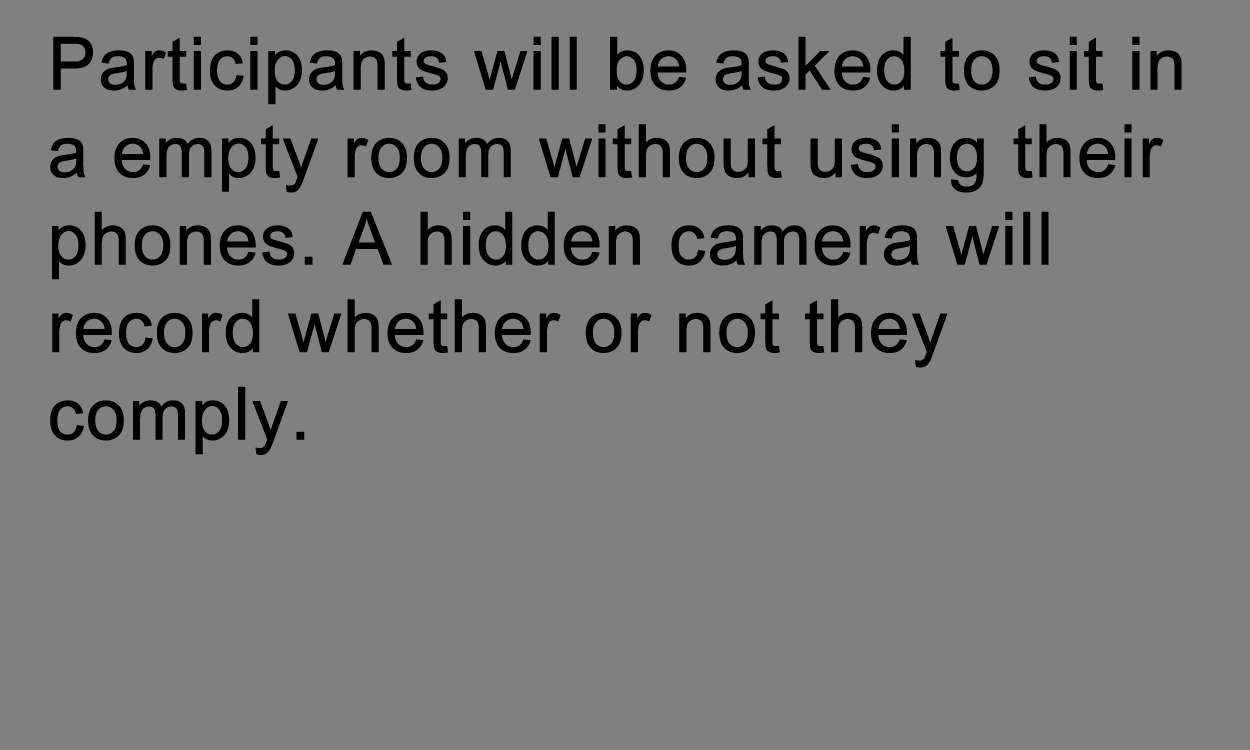 Participants will be asked to sit in
a empty room without using their
phones. A hidden camera will
record whether or not they
comply.